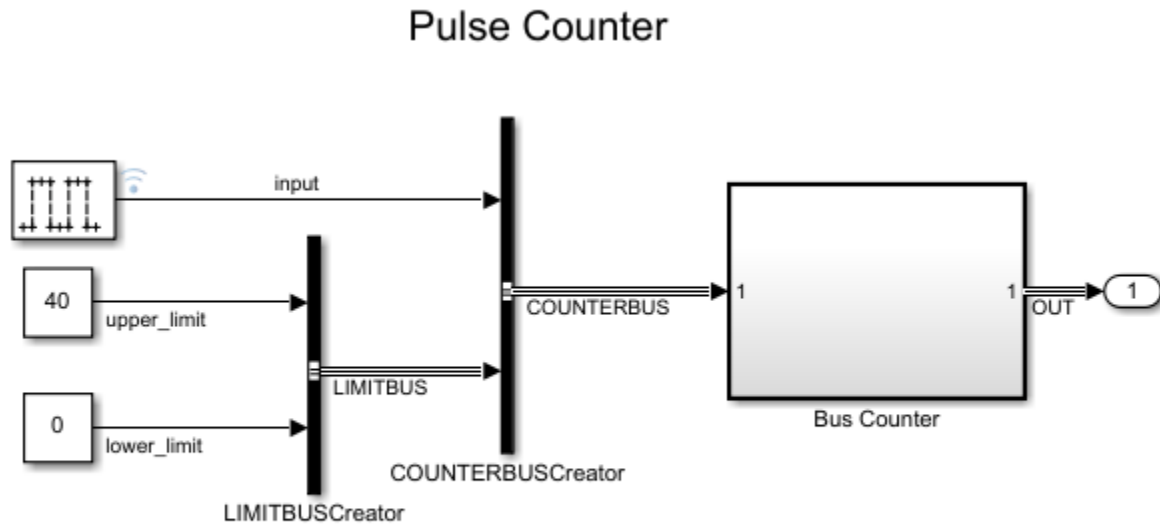 Pulse Counter
input
40
upper_limit
COUNTERBUS
1
1
OUT
1
LIMITBUS
0
lower_limit
Bus Counter
COUNTERBUSCreator
LIMITBUSCreator